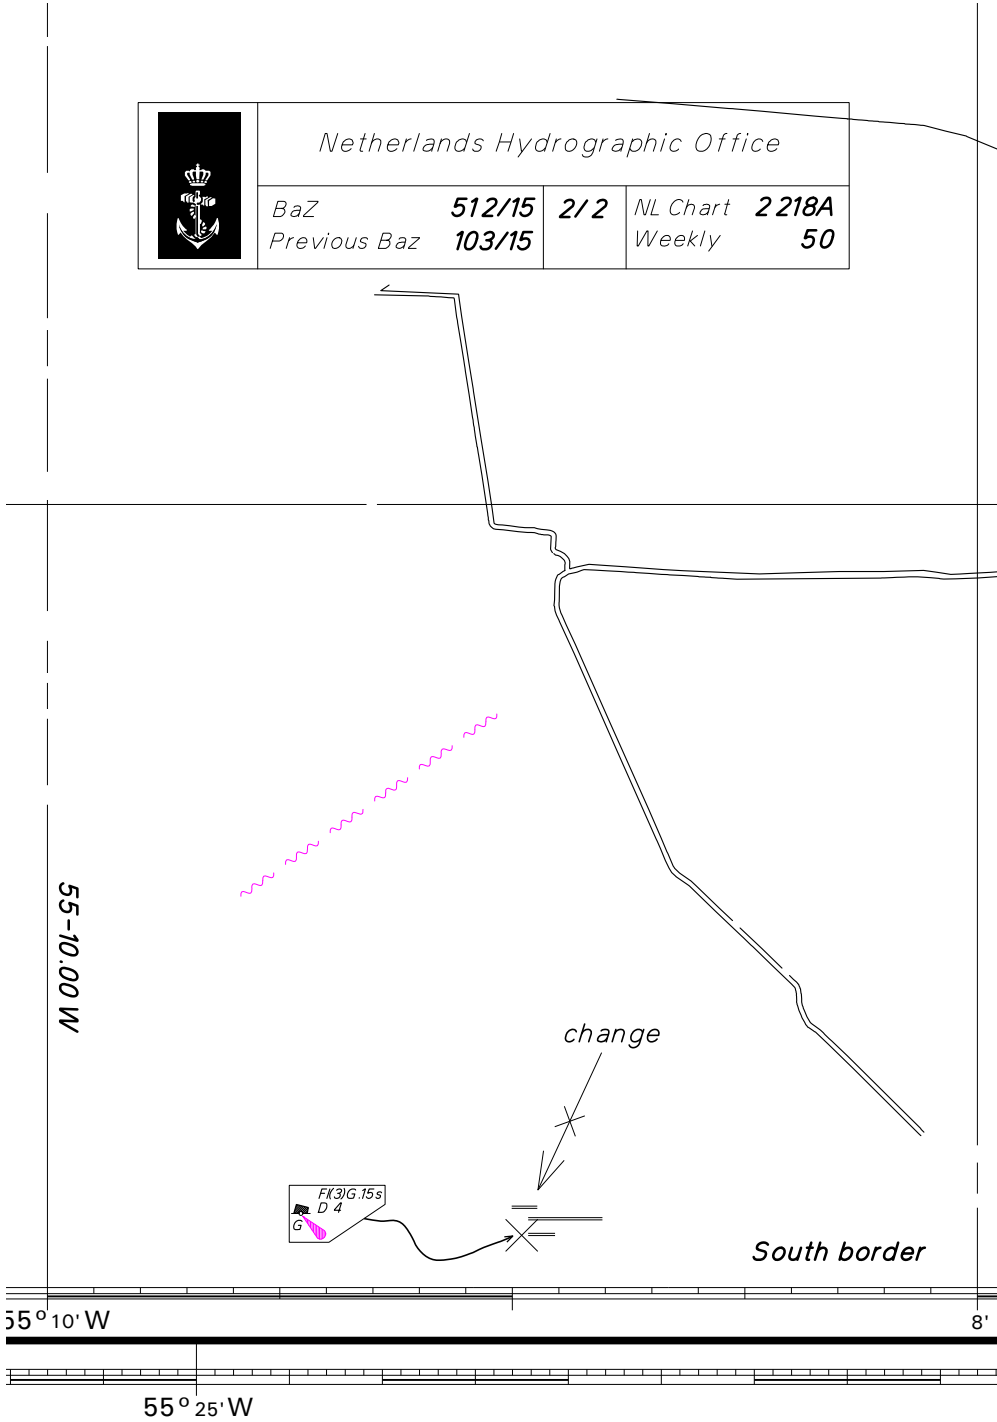 Netherlands Hydrographic Office
BaZ 512/15 2/2 NL Chart 2218A
Previous Baz 103/15 Weekly 50
55-10.00 W
change
Fl(3)G.15s
D 4
G
South border
55° 10' W 8'
55° 25' W